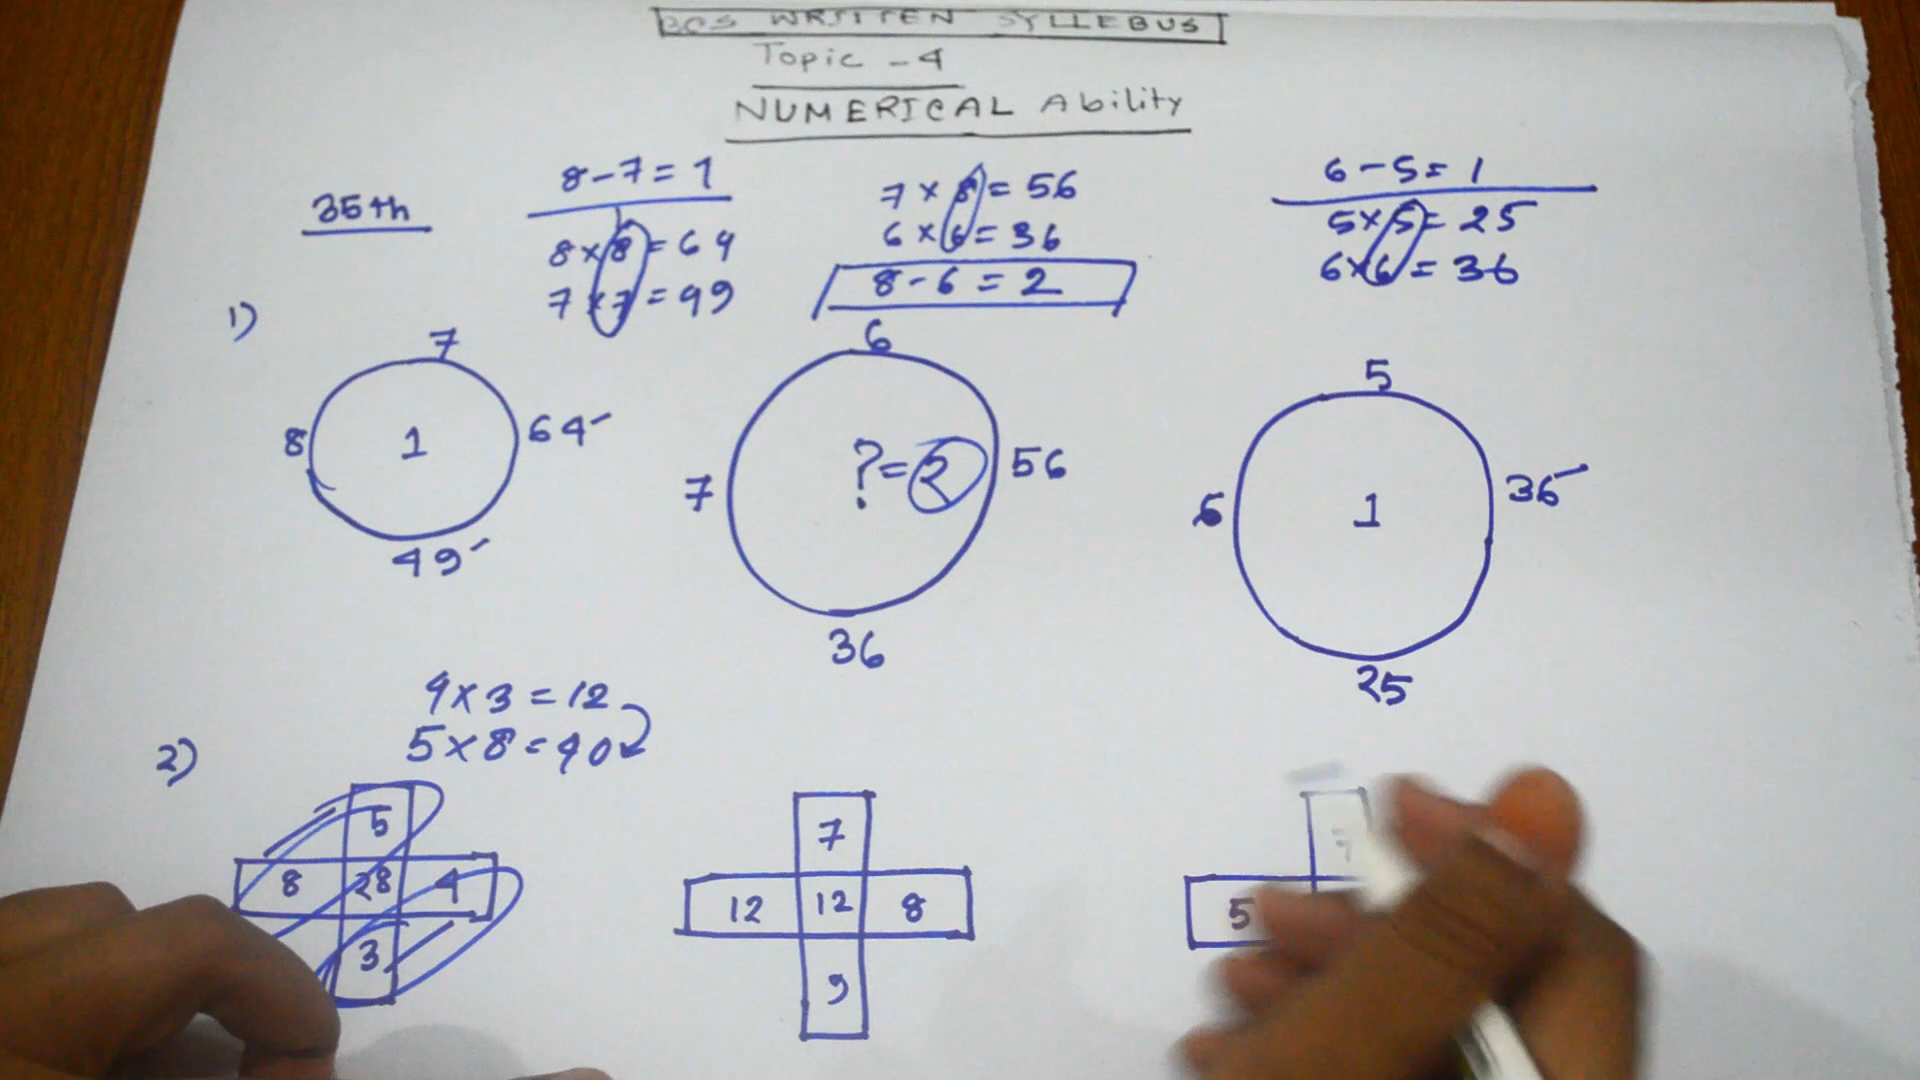 BCS WRITTEN SYLLEBUS
Topic - 4
NUMERICAL Ability
35th
8-7=1
8×8=64
7×7=49
7×8=56
6×6=36
8-6=2
6-5=1
5×5=25
6×6=36
1)
7
8 1 64
49
6
7 ?=2 56
36
5
6 1 36
25
4×3=12
5×8=40
2)
5
8 28 4
3
7
12 12 8
9
5